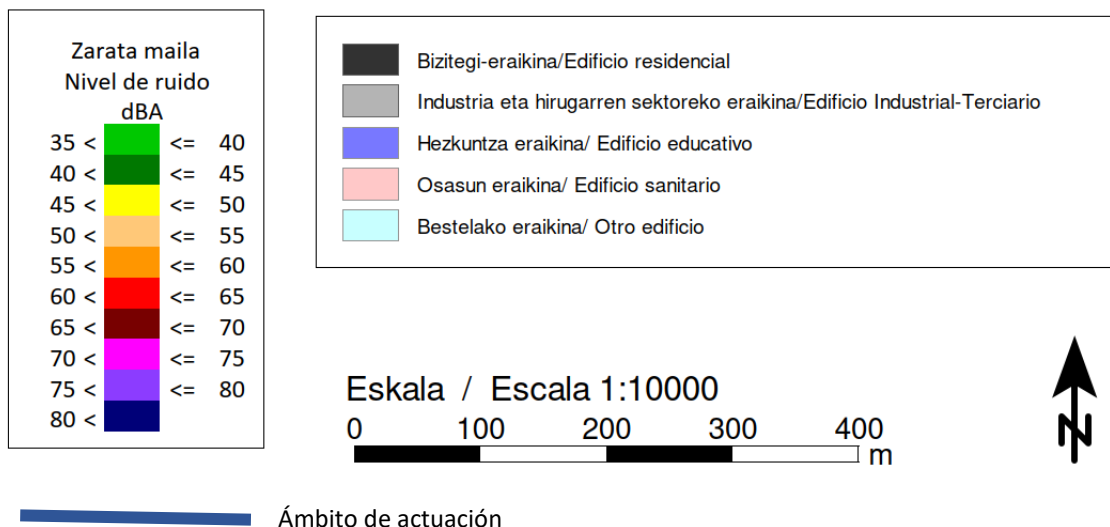 Zarata maila
Nivel de ruido
dBA
35 < <= 40
40 < <= 45
45 < <= 50
50 < <= 55
55 < <= 60
60 < <= 65
65 < <= 70
70 < <= 75
75 < <= 80
80 <
Bizitegi-eraikina/Edificio residencial
Industria eta hirugarren sektoreko eraikina/Edificio Industrial-Terciario
Hezkuntza eraikina/ Edificio educativo
Osasun eraikina/ Edificio sanitario
Bestelako eraikina/ Otro edificio
Eskala / Escala 1:10000
0 100 200 300 400
m
N
Ámbito de actuación